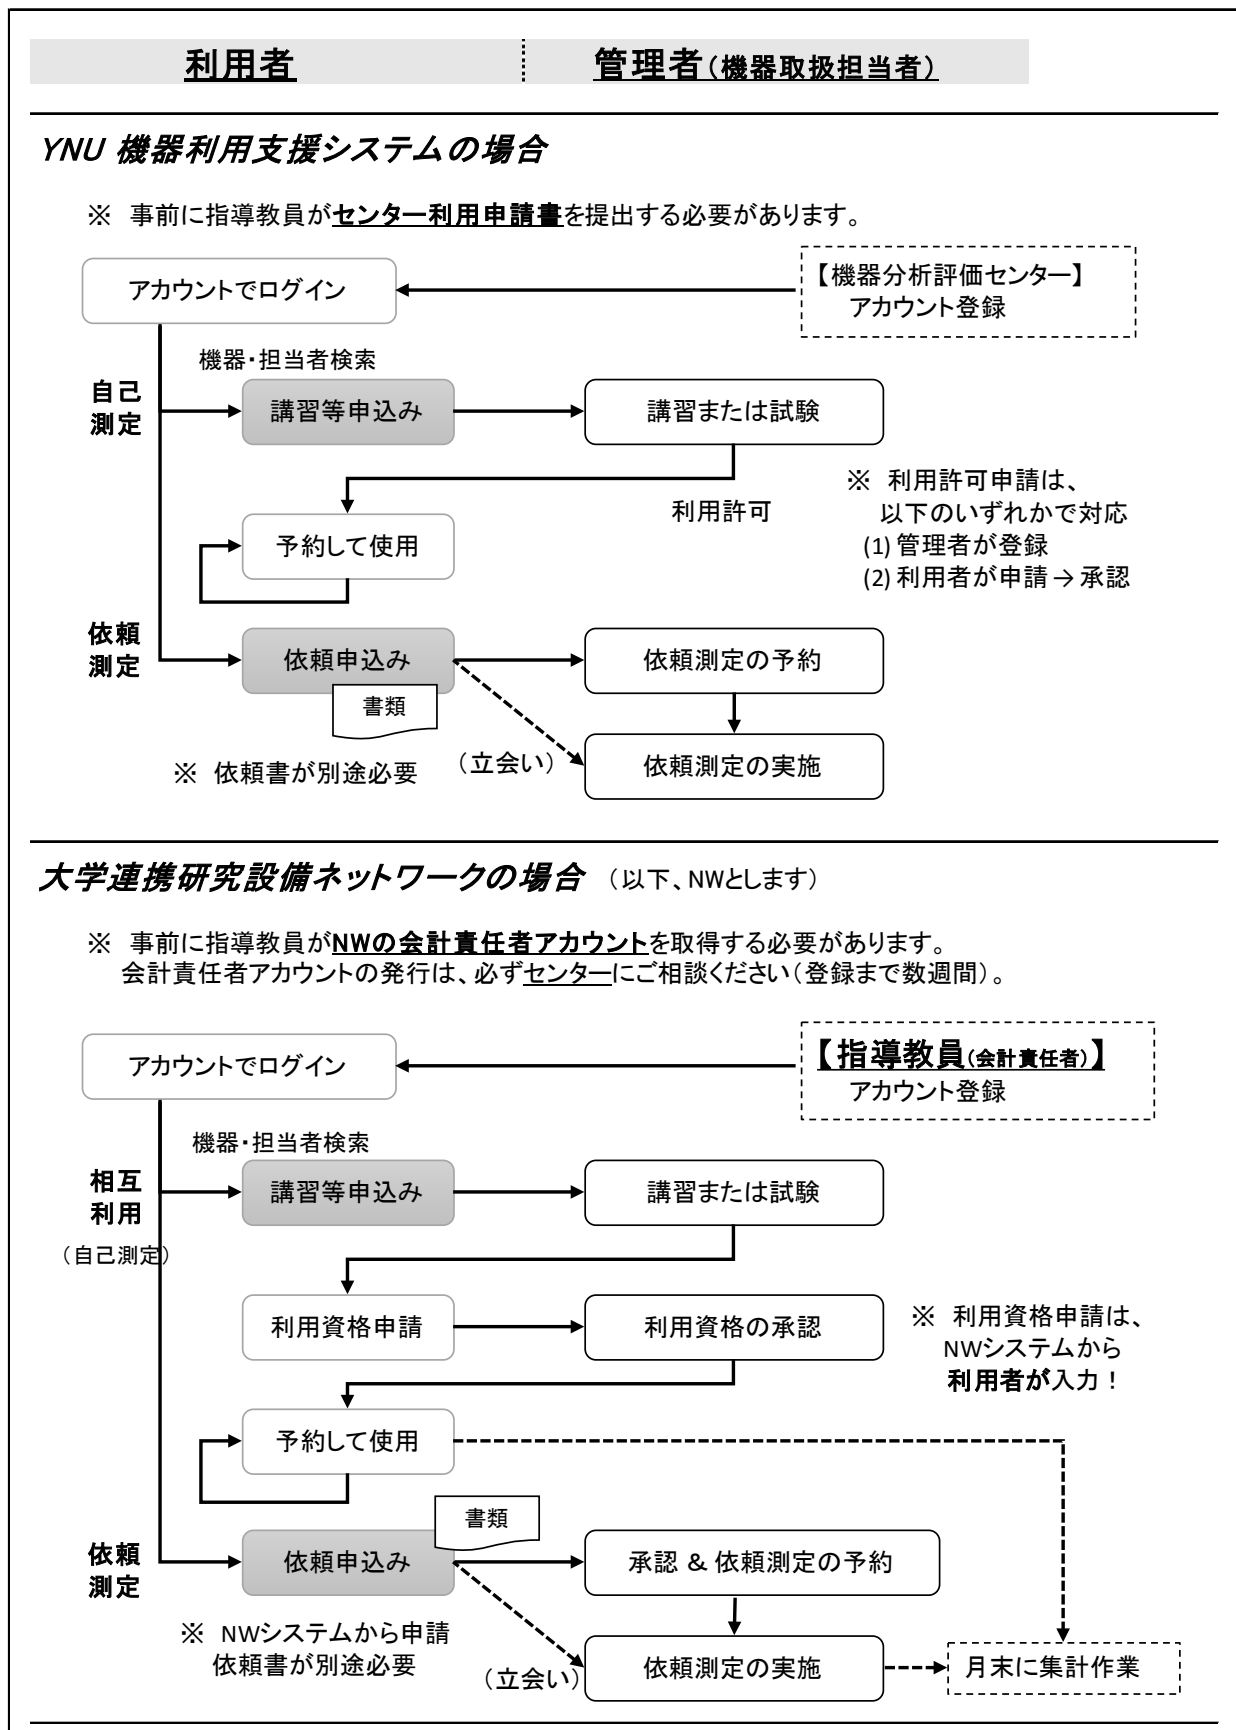 利用者
管理者(機器取扱担当者)
YNU 機器利用支援システムの場合
※ 事前に指導教員がセンター利用申請書を提出する必要があります。
アカウントでログイン
【機器分析評価センター】
アカウント登録
機器・担当者検索
自己
測定
講習等申込み
講習または試験
利用許可
※ 利用許可申請は、
以下のいずれかで対応
(1) 管理者が登録
(2) 利用者が申請 → 承認
予約して使用
依頼
測定
依頼申込み
依頼測定の予約
書類
(立会い)
依頼測定の実施
※ 依頼書が別途必要
大学連携研究設備ネットワークの場合 (以下、NWとします)
※ 事前に指導教員がNWの会計責任者アカウントを取得する必要があります。
会計責任者アカウントの発行は、必ずセンターにご相談ください(登録まで数週間)。
アカウントでログイン
【指導教員(会計責任者)】
アカウント登録
機器・担当者検索
相互
利用
(自己測定)
講習等申込み
講習または試験
利用資格申請
利用資格の承認
※ 利用資格申請は、
NWシステムから
利用者が入力！
予約して使用
書類
依頼
測定
依頼申込み
承認 & 依頼測定の予約
※ NWシステムから申請
依頼書が別途必要
(立会い)
依頼測定の実施
月末に集計作業